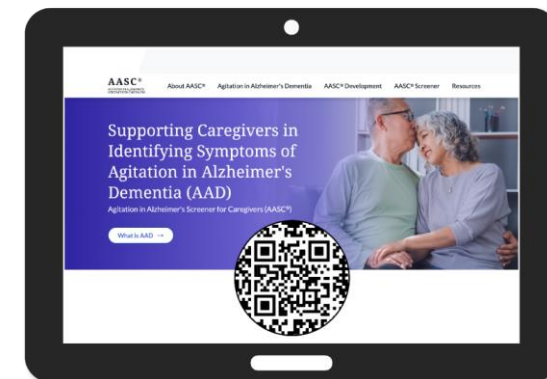 AASC®
About AASC®
Agitation in Alzheimer's Dementia
AASC® Development
AASC® Screener
Resources
Supporting Caregivers in
Identifying Symptoms of
Agitation in Alzheimer's
Dementia (AAD)
Agitation in Alzheimer's Screener for Caregivers (AASC®)
What is AAD →